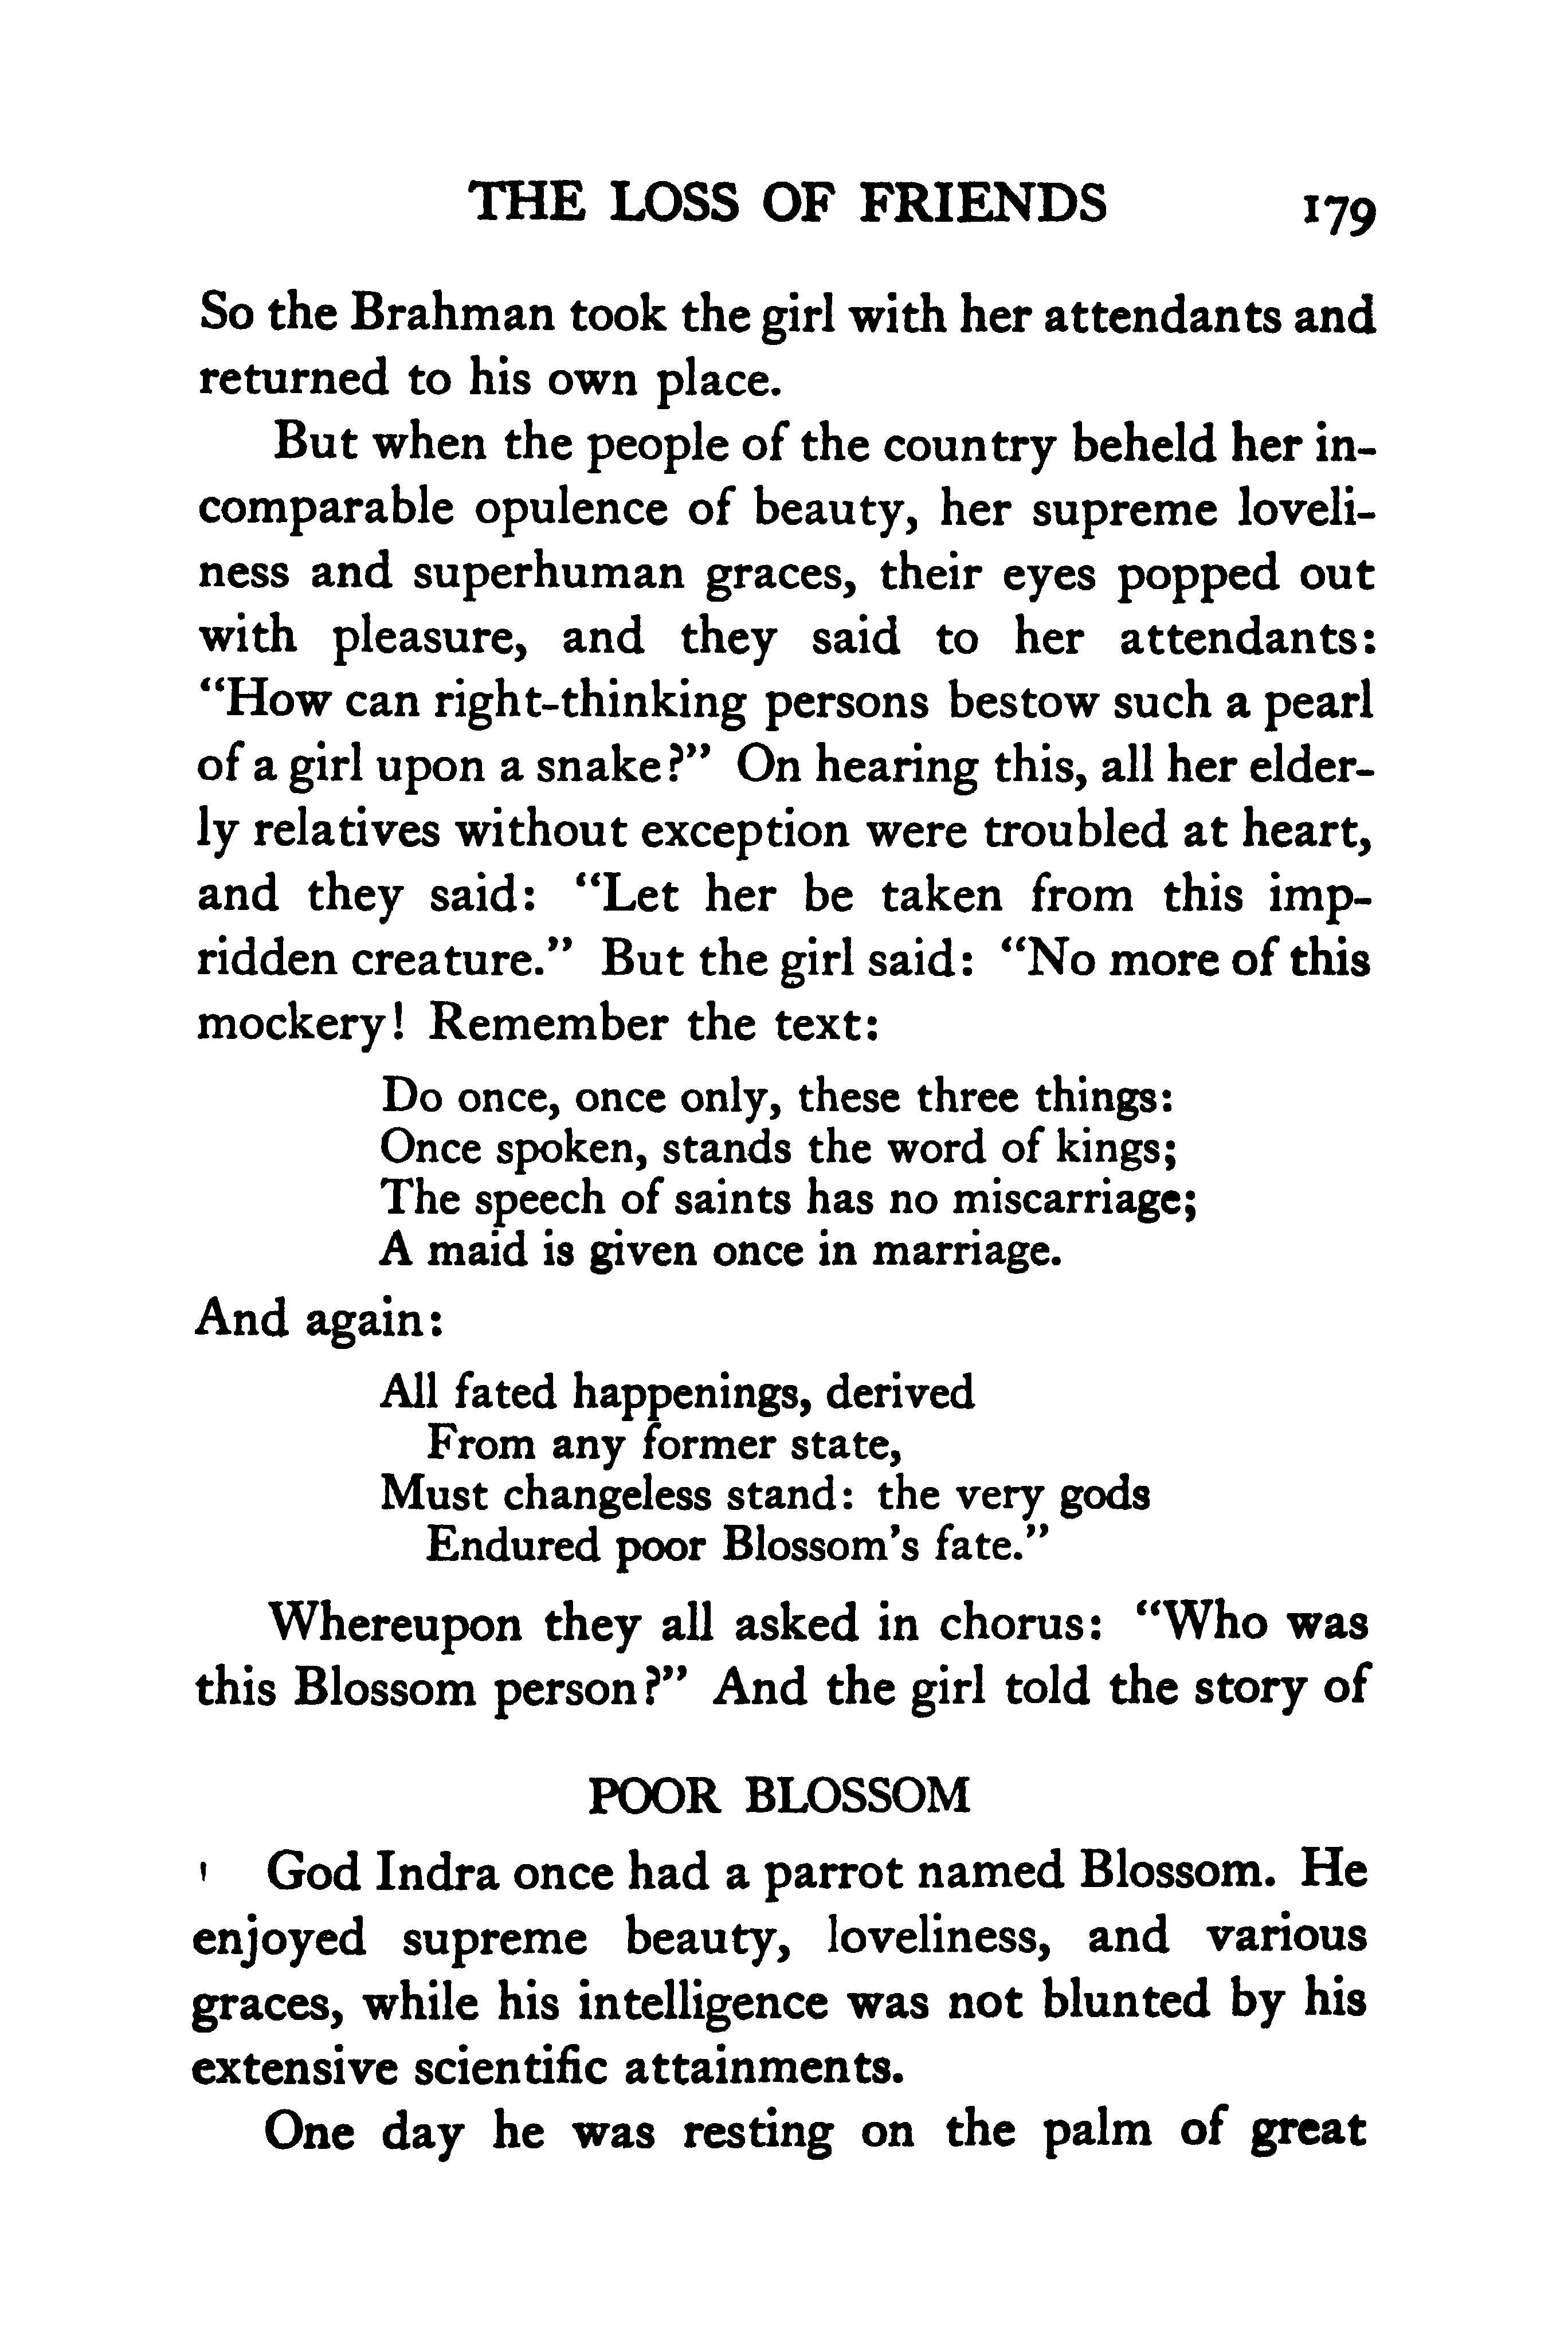 THE LOSS OF FRIENDS 179
So the Brahman took the girl with her attendants and
returned to his own place.
But when the people of the country beheld her in-
comparable opulence of beauty, her supreme loveli-
ness and superhuman graces, their eyes popped out
with pleasure, and they said to her attendants:
“How can right-thinking persons bestow such a pearl
of a girl upon a snake?” On hearing this, all her elder-
ly relatives without exception were troubled at heart,
and they said: “Let her be taken from this imp-
ridden creature.” But the girl said: “No more of this
mockery! Remember the text:
Do once, once only, these three things:
Once spoken, stands the word of kings;
The speech of saints has no miscarriage;
A maid is given once in marriage.
And again:
All fated happenings, derived
From any former state,
Must changeless stand: the very gods
Endured poor Blossom’s fate.”
Whereupon they all asked in chorus: “Who was
this Blossom person?” And the girl told the story of
POOR BLOSSOM
God Indra once had a parrot named Blossom. He
enjoyed supreme beauty, loveliness, and various
graces, while his intelligence was not blunted by his
extensive scientific attainments.
One day he was resting on the palm of great